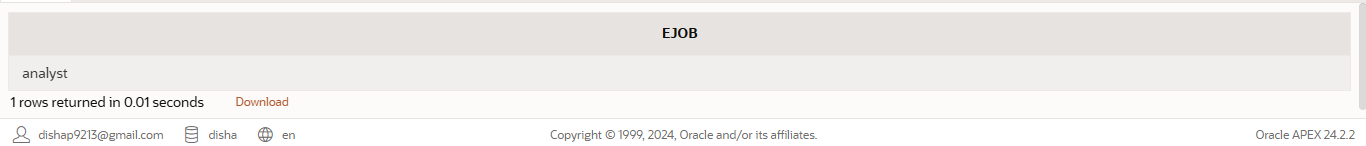 EJOB
analyst
1 rows returned in 0.01 seconds Download
dishap9213@gmail.com disha en Copyright © 1999, 2024, Oracle and/or its affiliates. Oracle APEX 24.2.2